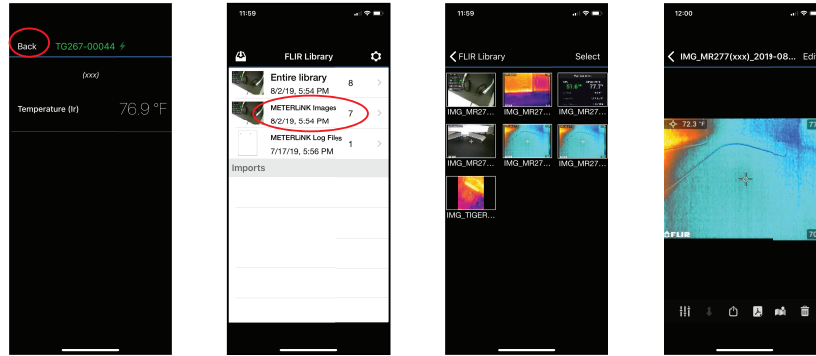 Back TG267-00044
(xxx)
Temperature (Ir) 76.9 °F
11:59
FLIR Library
Entire library 8
8/2/19, 5:54 PM
METERLiNK Images 7
8/2/19, 5:54 PM
METERLiNK Log Files 1
7/17/19, 5:56 PM
Imports
11:59
FLIR Library Select
IMG_MR27... IMG_MR27... IMG_MR27...
IMG_MR27... IMG_MR27... IMG_MR27...
IMG_TIGER...
12:00
IMG_MR277(xxx)_2019-08... Edit
72.3 °F
FLIR